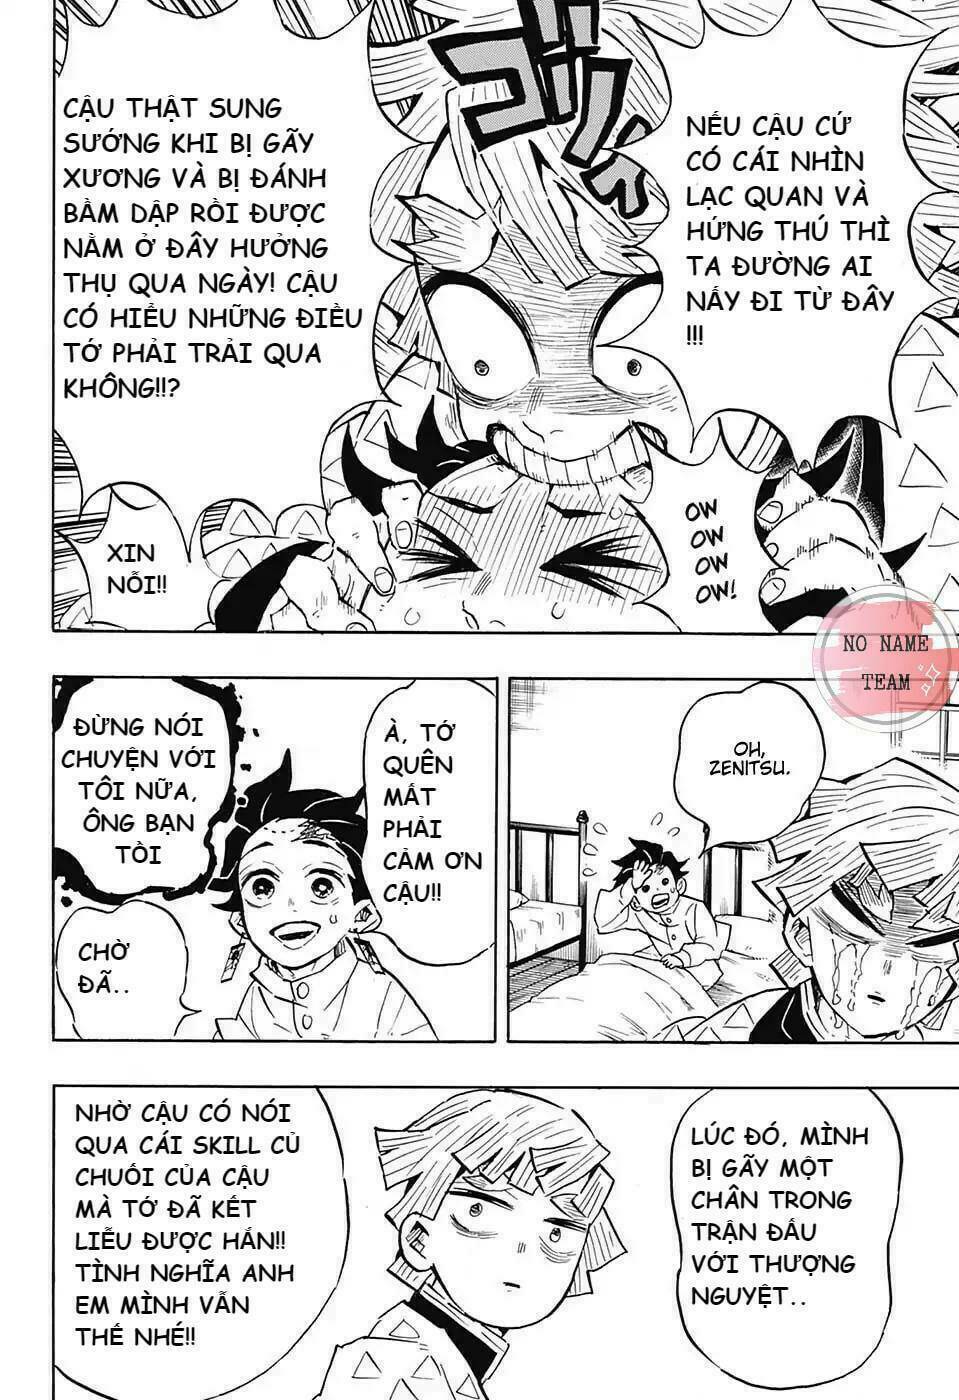 NẾU CẬU CỨ
CÓ CÁI NHÌN
LẠC QUAN VÀ
HỨNG THÚ THÌ
TA ĐƯỜNG AI
NẤY ĐI TỪ ĐÂY
!!!
ゴリッ
CẬU THẬT SUNG
SƯỚNG KHI BỊ GÃY
XƯƠNG VÀ BỊ ĐÁNH
BẦM DẬP RỒI ĐƯỢC
NẰM Ở ĐÂY HƯỞNG
THỤ QUA NGÀY! CẬU
CÓ HIỂU NHỮNG ĐIỀU
TỚ PHẢI TRẢI QUA
KHÔNG!!?
OW
OW
OW
OW!
XIN
NỖI!!
NO NAME
TEAM
OH,
ZENITSU.
À, TỚ
QUÊN
MẤT
PHẢI
CẢM ƠN
CẬU!!
ĐỪNG NÓI
CHUYỆN VỚI
TÔI NỮA,
ÔNG BẠN
TỒI
CHỜ
ĐÃ..
LÚC ĐÓ, MÌNH
BỊ GÃY MỘT
CHÂN TRONG
TRẬN ĐẤU
VỚI THƯỢNG
NGUYỆT..
NHỜ CẬU CÓ NÓI
QUA CÁI SKILL CỦ
CHUỐI CỦA CẬU
MÀ TỚ ĐÃ KẾT
LIỄU ĐƯỢC HẮN!!
TÌNH NGHĨA ANH
EM MÌNH VẪN
THẾ NHÉ!!